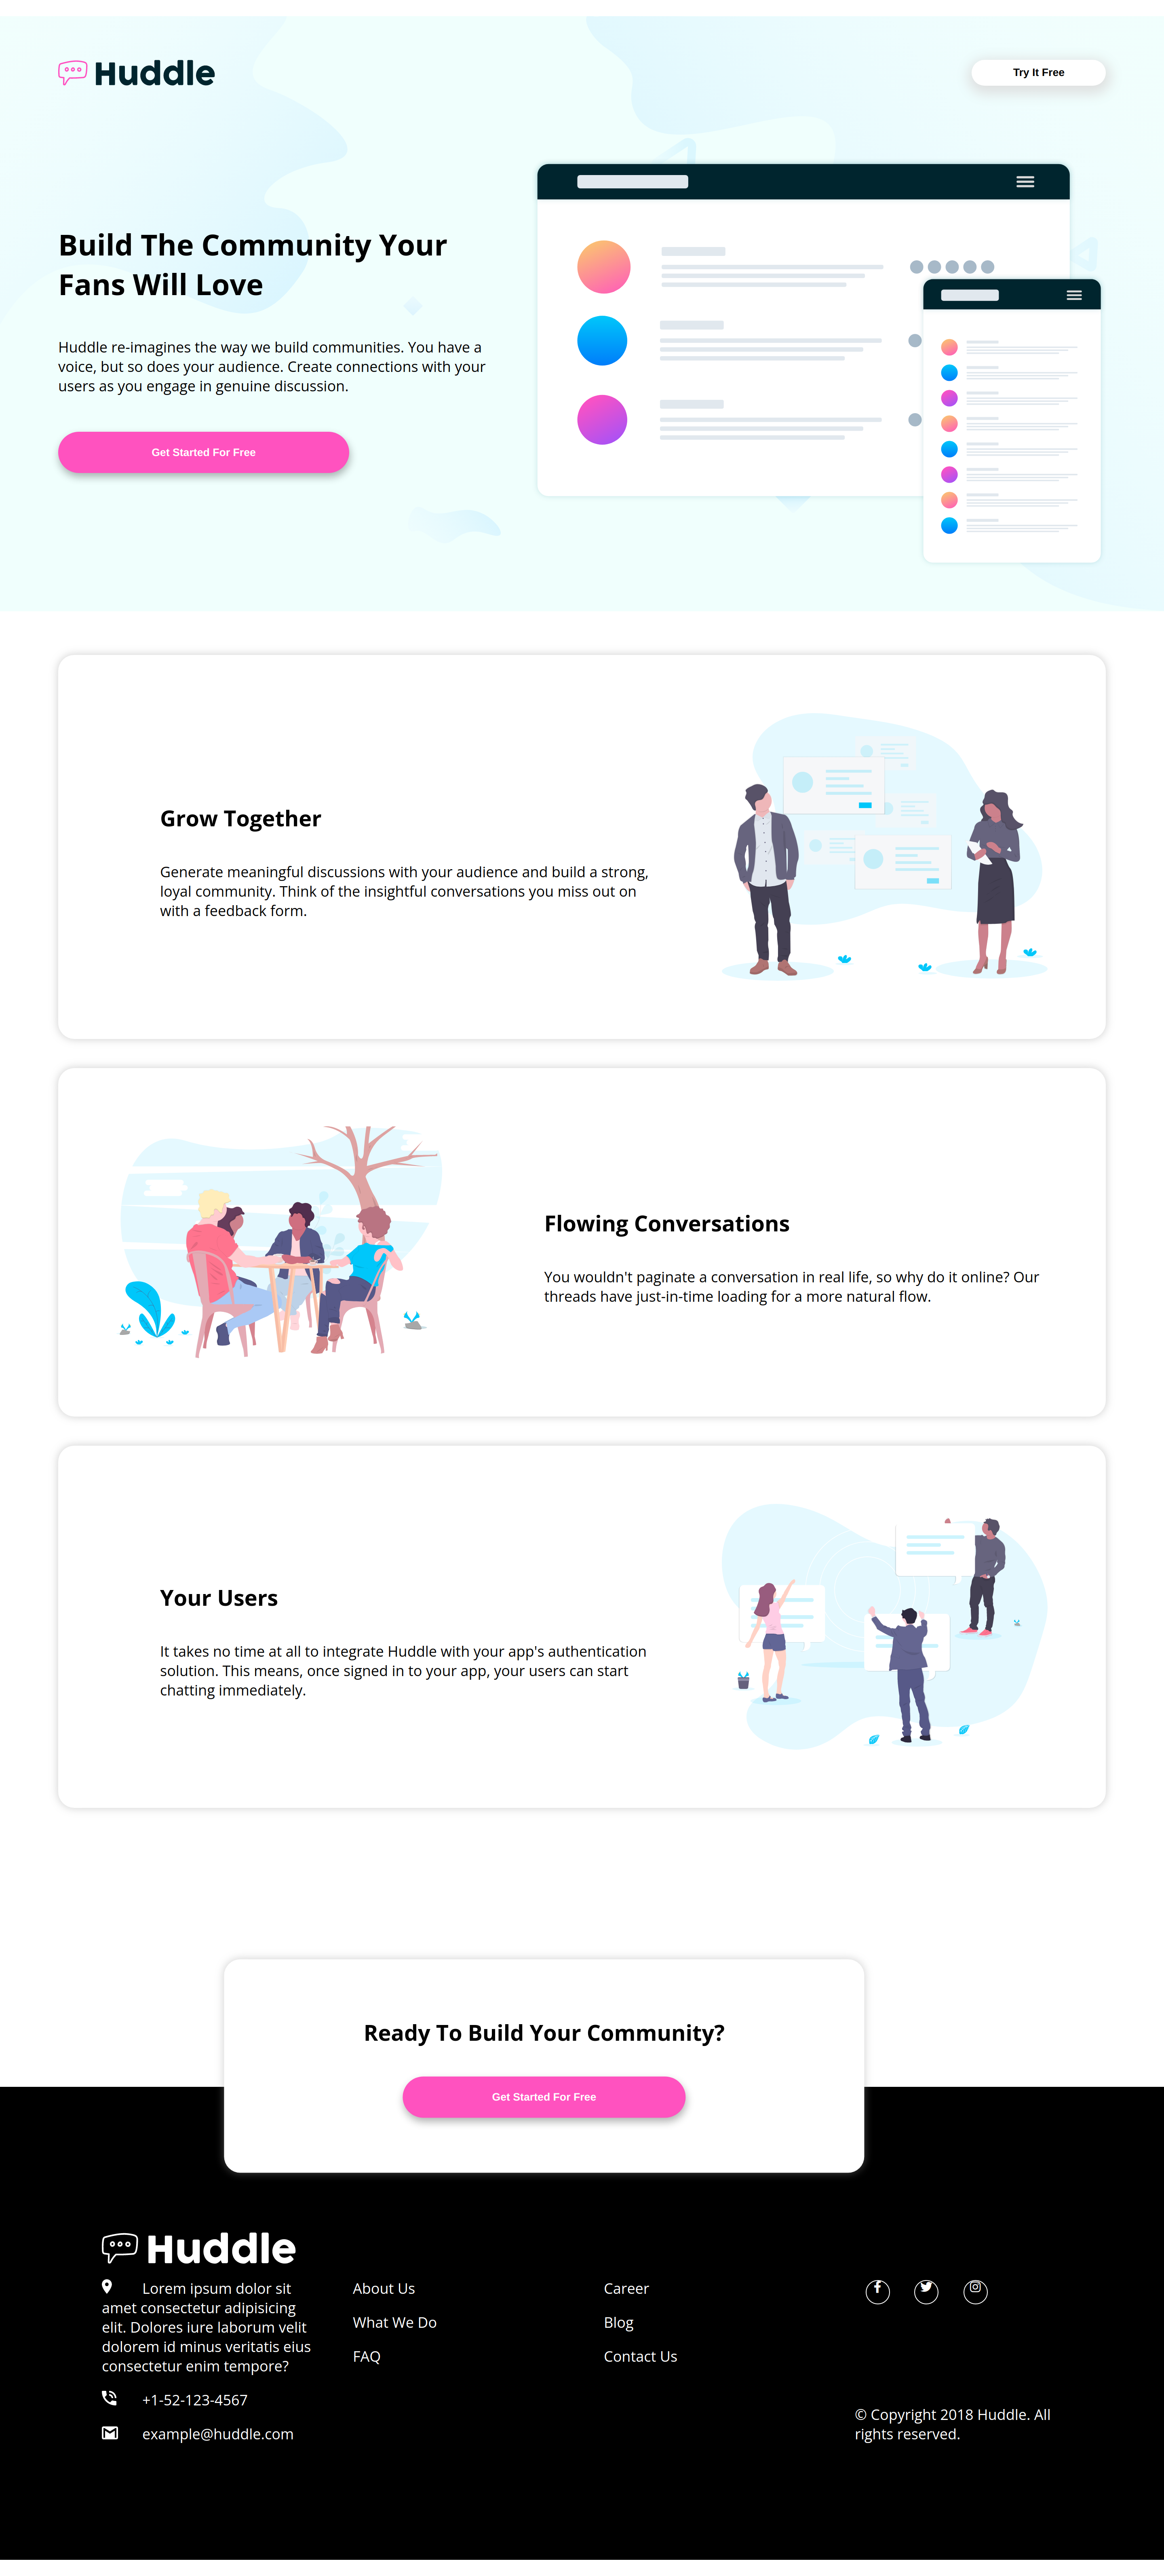 Huddle
Try It Free
Build The Community Your
Fans Will Love
Huddle re-imagines the way we build communities. You have a
voice, but so does your audience. Create connections with your
users as you engage in genuine discussion.
Get Started For Free
Grow Together
Generate meaningful discussions with your audience and build a strong,
loyal community. Think of the insightful conversations you miss out on
with a feedback form.
Flowing Conversations
You wouldn't paginate a conversation in real life, so why do it online? Our
threads have just-in-time loading for a more natural flow.
Your Users
It takes no time at all to integrate Huddle with your app's authentication
solution. This means, once signed in to your app, your users can start
chatting immediately.
Ready To Build Your Community?
Get Started For Free
Huddle
Lorem ipsum dolor sit
amet consectetur adipisicing
elit. Dolores iure laborum velit
dolorem id minus veritatis eius
consectetur enim tempore?
+1-52-123-4567
example@huddle.com
About Us
What We Do
FAQ
Career
Blog
Contact Us
© Copyright 2018 Huddle. All
rights reserved.